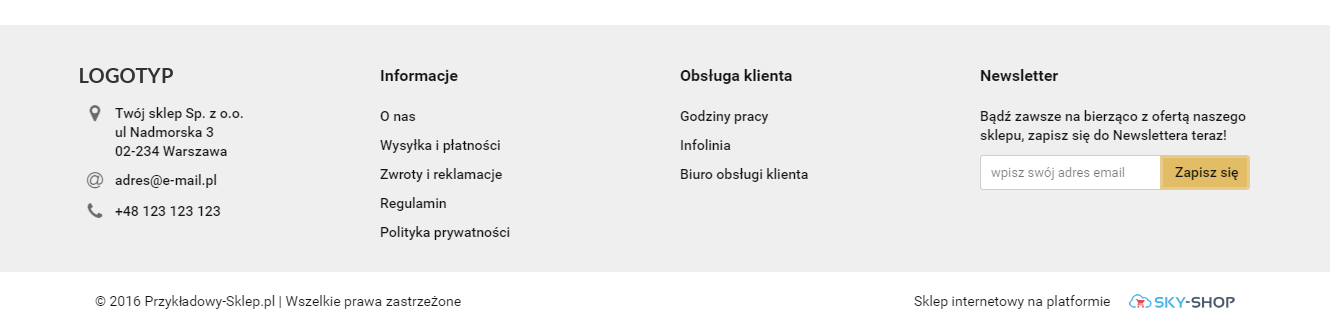 LOGOTYP
Twój sklep Sp. z o.o.
ul Nadmorska 3
02-234 Warszawa
adres@e-mail.pl
+48 123 123 123
Informacje
O nas
Wysyłka i płatności
Zwroty i reklamacje
Regulamin
Polityka prywatności
Obsługa klienta
Godziny pracy
Infolinia
Biuro obsługi klienta
Newsletter
Bądź zawsze na bierząco z ofertą naszego
sklepu, zapisz się do Newslettera teraz!
wpisz swój adres email
Zapisz się
© 2016 Przykładowy-Sklep.pl | Wszelkie prawa zastrzeżone
Sklep internetowy na platformie SKY-SHOP